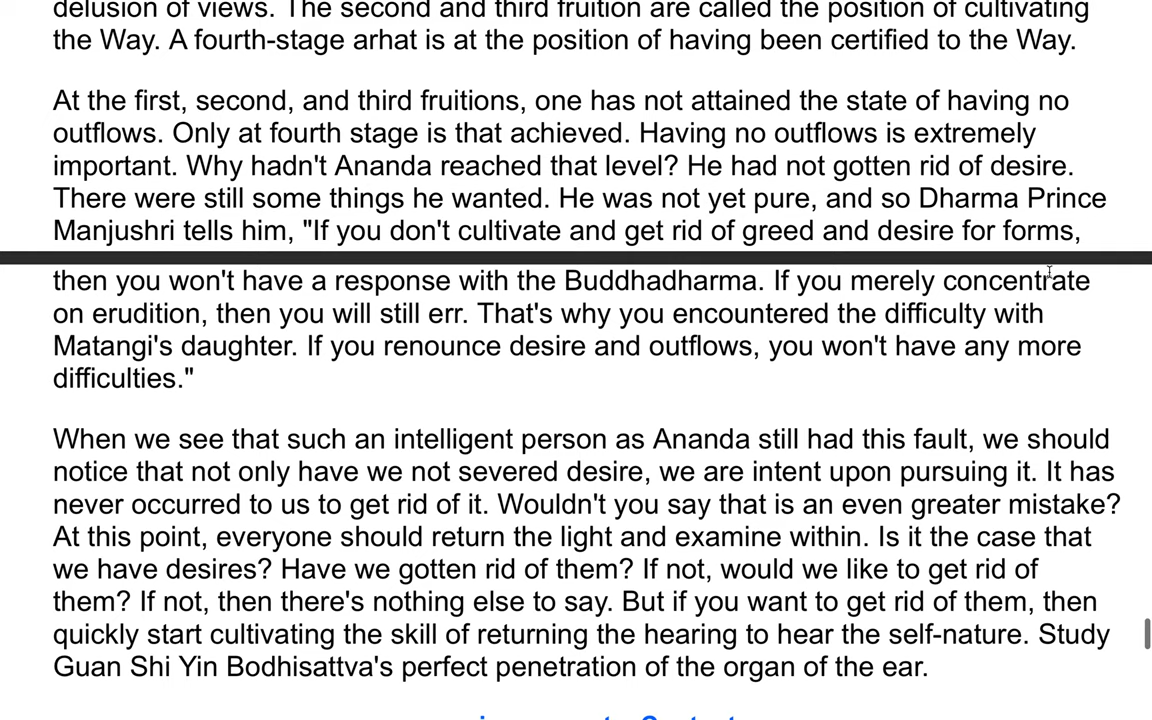 delusion of views. The second and third fruition are called the position of cultivating
the Way. A fourth-stage arhat is at the position of having been certified to the Way.
At the first, second, and third fruitions, one has not attained the state of having no
outflows. Only at fourth stage is that achieved. Having no outflows is extremely
important. Why hadn't Ananda reached that level? He had not gotten rid of desire.
There were still some things he wanted. He was not yet pure, and so Dharma Prince
Manjushri tells him, "If you don't cultivate and get rid of greed and desire for forms,
then you won't have a response with the Buddhadharma. If you merely concentrate
on erudition, then you will still err. That's why you encountered the difficulty with
Matangi's daughter. If you renounce desire and outflows, you won't have any more
difficulties."
When we see that such an intelligent person as Ananda still had this fault, we should
notice that not only have we not severed desire, we are intent upon pursuing it. It has
never occurred to us to get rid of it. Wouldn't you say that is an even greater mistake?
At this point, everyone should return the light and examine within. Is it the case that
we have desires? Have we gotten rid of them? If not, would we like to get rid of
them? If not, then there's nothing else to say. But if you want to get rid of them, then
quickly start cultivating the skill of returning the hearing to hear the self-nature. Study
Guan Shi Yin Bodhisattva's perfect penetration of the organ of the ear.